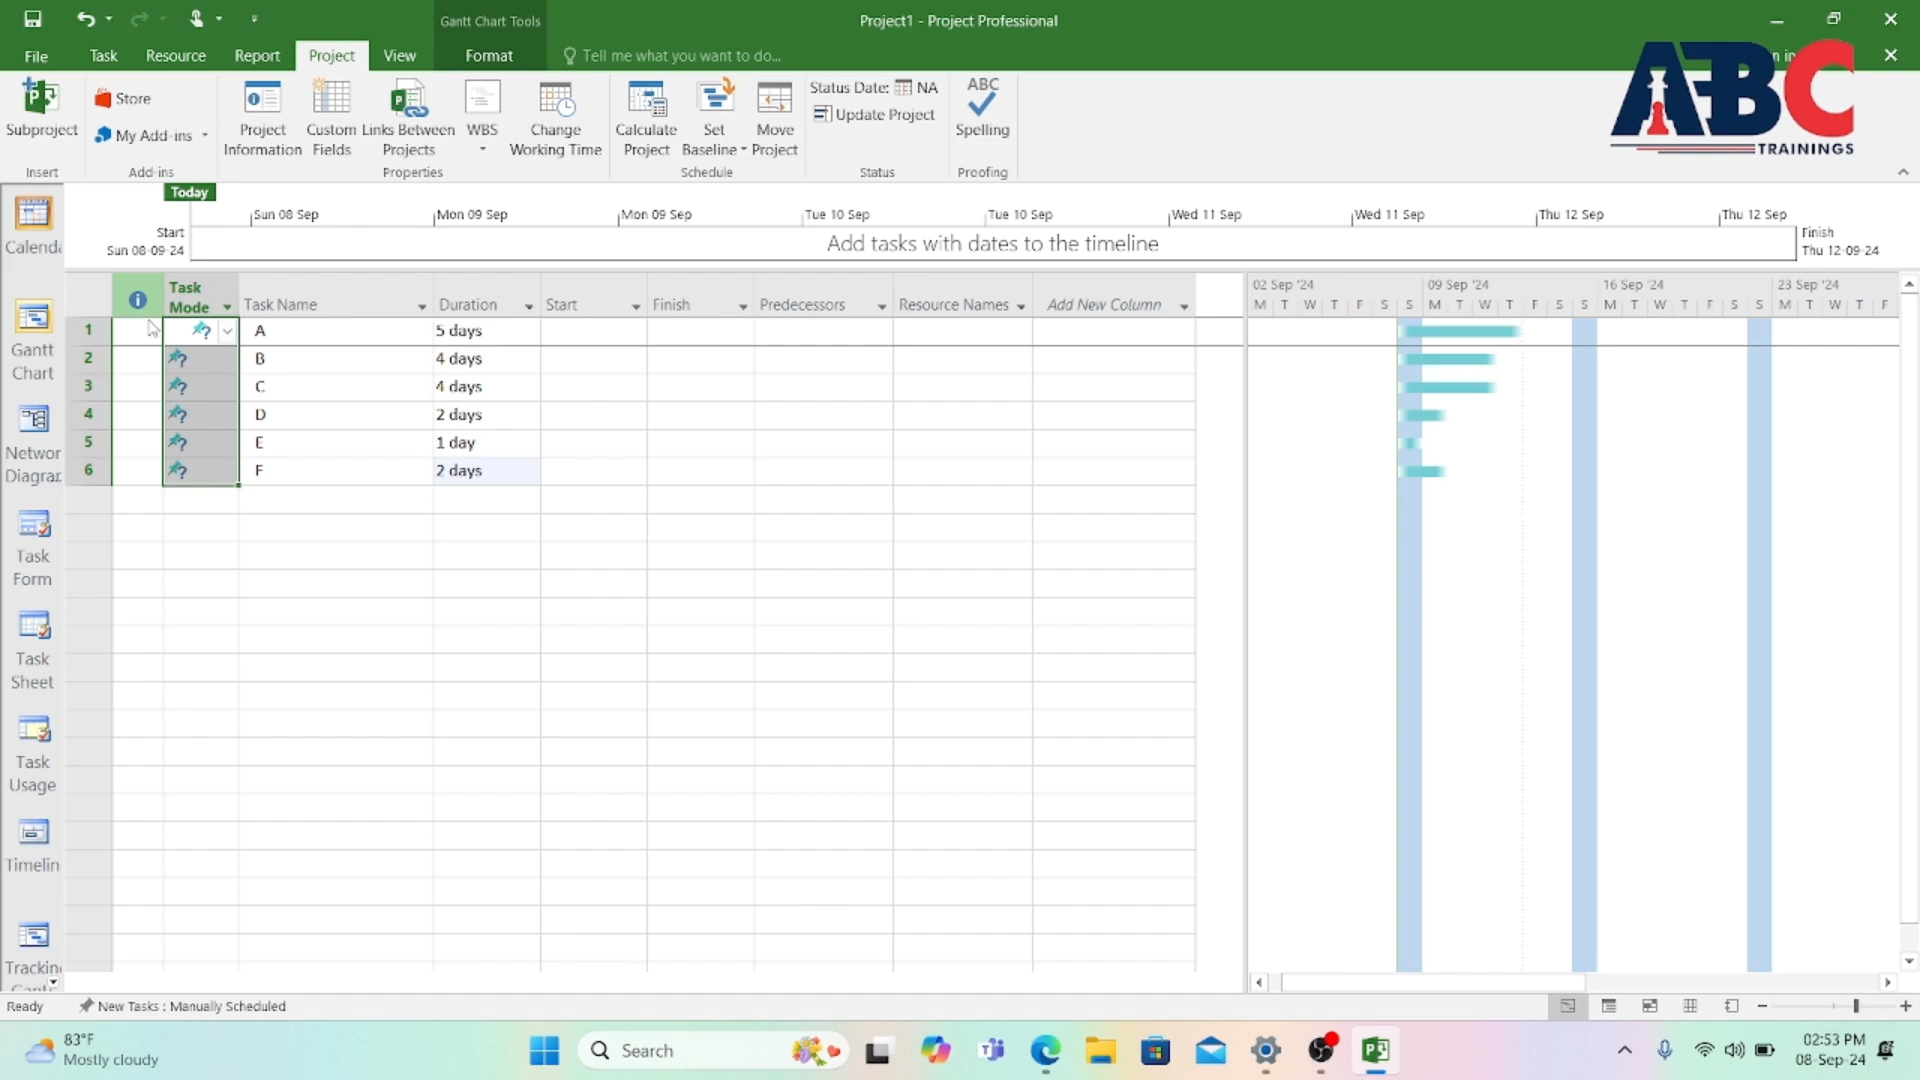 Gantt Chart Tools
Project1 - Project Professional
File Task Resource Report Project View Format Tell me what you want to do...
ABC
TRAININGS
Subproject
Insert
Store
My Add-ins
Add-ins
Project
Information
Custom
Fields
Links Between
Projects
WBS
Change
Working Time
Properties
Calculate
Project
Set
Baseline
Move
Project
Schedule
Status Date: NA
Update Project
Status
ABC
Spelling
Proofing
Today
Sun 08 Sep Mon 09 Sep Mon 09 Sep Tue 10 Sep Tue 10 Sep Wed 11 Sep Wed 11 Sep Thu 12 Sep Thu 12 Sep
Start
Sun 08-09-24
Add tasks with dates to the timeline
Finish
Thu 12-09-24
Task
Mode
Task Name Duration Start Finish Predecessors Resource Names Add New Column
02 Sep '24 09 Sep '24 16 Sep '24 23 Sep '24
M T W T F S S M T W T F S S M T W T F S S M T W T F
1 A 5 days
2 B 4 days
3 C 4 days
4 D 2 days
5 E 1 day
6 F 2 days
Calenda
Gantt
Chart
Networ
Diagra
Task
Form
Task
Sheet
Task
Usage
Timelin
Trackin
Ready New Tasks : Manually Scheduled
83°F
Mostly cloudy
Search
02:53 PM
08-Sep-24